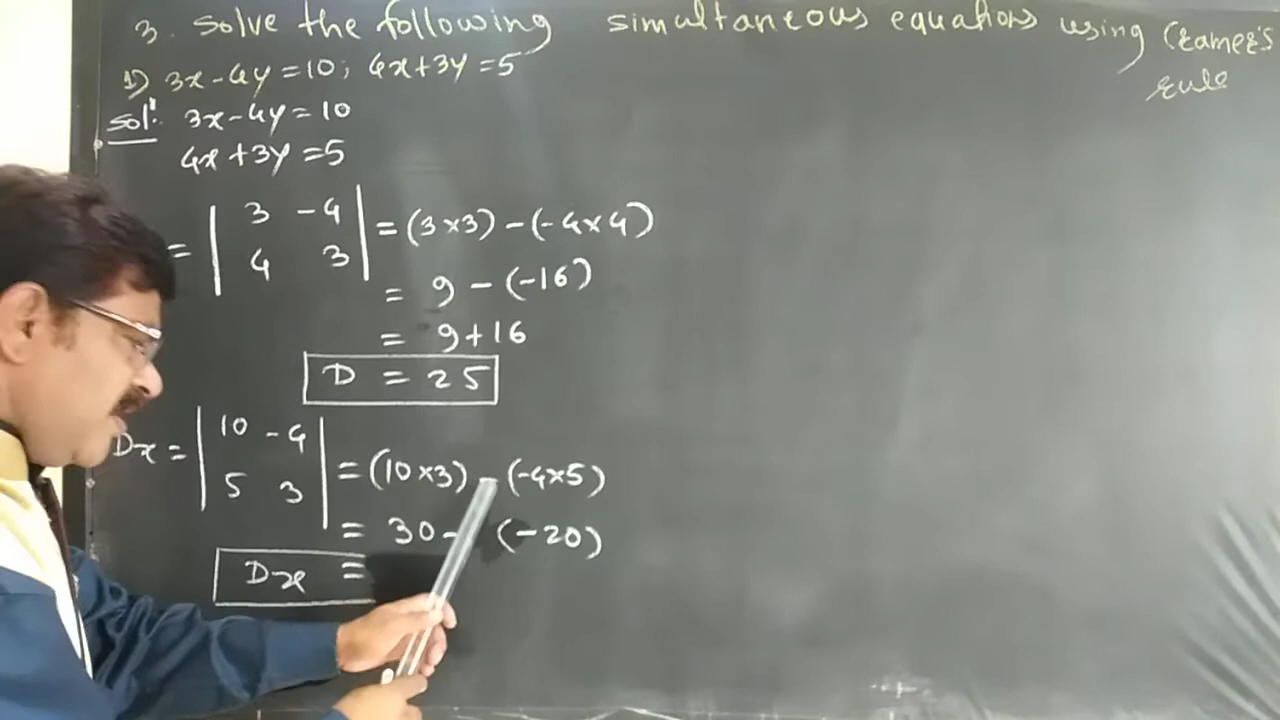 3. Solve the following simultaneous equations using Cramer's rule
1) 3x-4y=10; 4x+3y=5
Sol: 3x-4y=10
4x+3y=5
= | 3 -4 | = (3×3)-(-4×4)
| 4 3 |
= 9-(-16)
= 9+16
D = 25
Dx = | 10 -4 | = (10×3)-(-4×5)
| 5 3 |
= 30-(-20)
Dx =